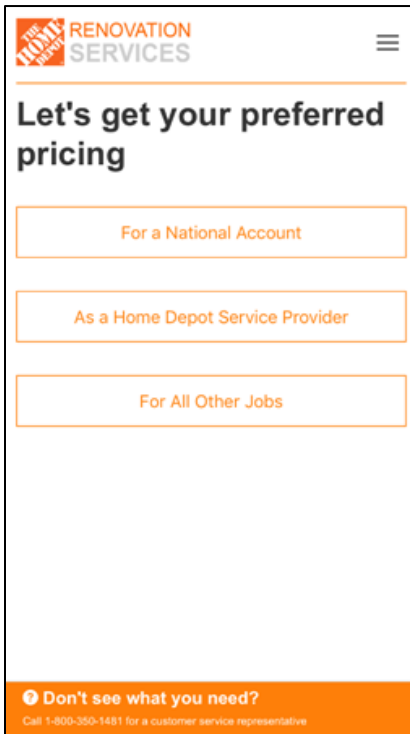 THE
HOME
DEPOT
RENOVATION
SERVICES
Let's get your preferred
pricing
For a National Account
As a Home Depot Service Provider
For All Other Jobs
? Don't see what you need?
Call 1-800-350-1481 for a customer service representative